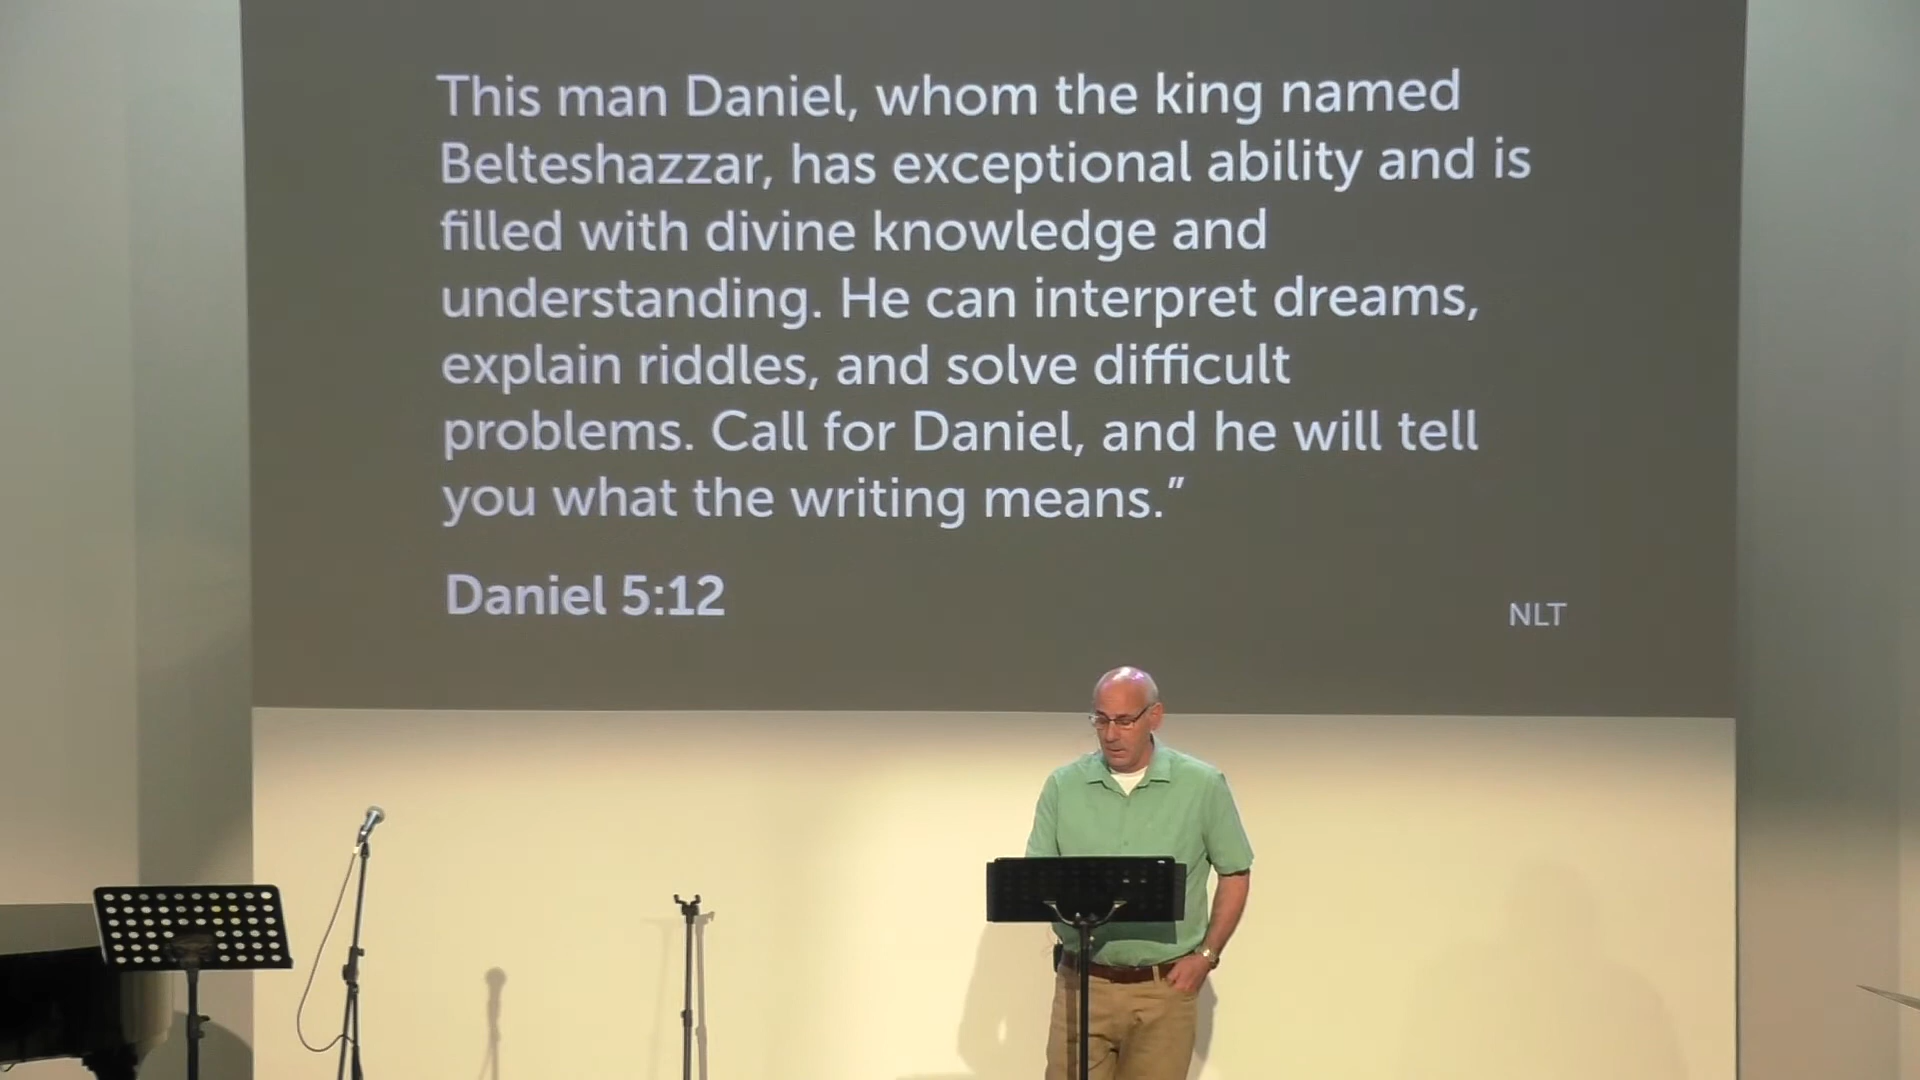 This man Daniel, whom the king named
Belteshazzar, has exceptional ability and is
filled with divine knowledge and
understanding. He can interpret dreams,
explain riddles, and solve difficult
problems. Call for Daniel, and he will tell
you what the writing means.”
Daniel 5:12
NLT